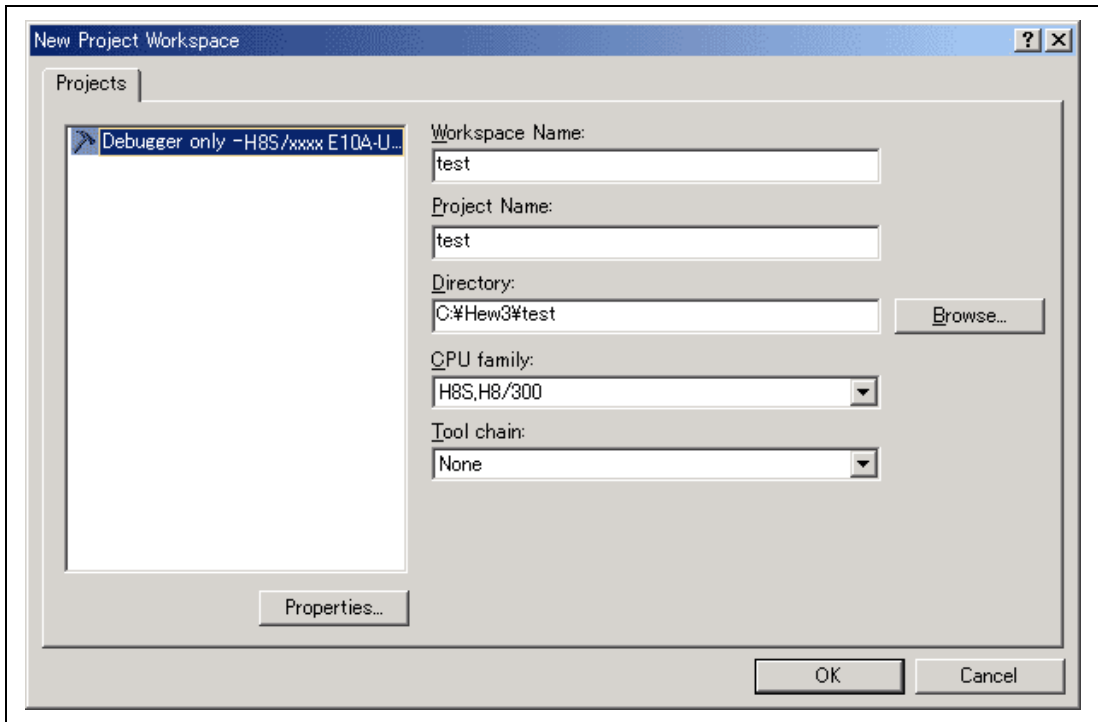 New Project Workspace
Projects
Debugger only -H8S/xxxx E10A-U...
Workspace Name:
test
Project Name:
test
Directory:
C:¥Hew3¥test
Browse...
CPU family:
H8S,H8/300
Tool chain:
None
Properties...
OK
Cancel